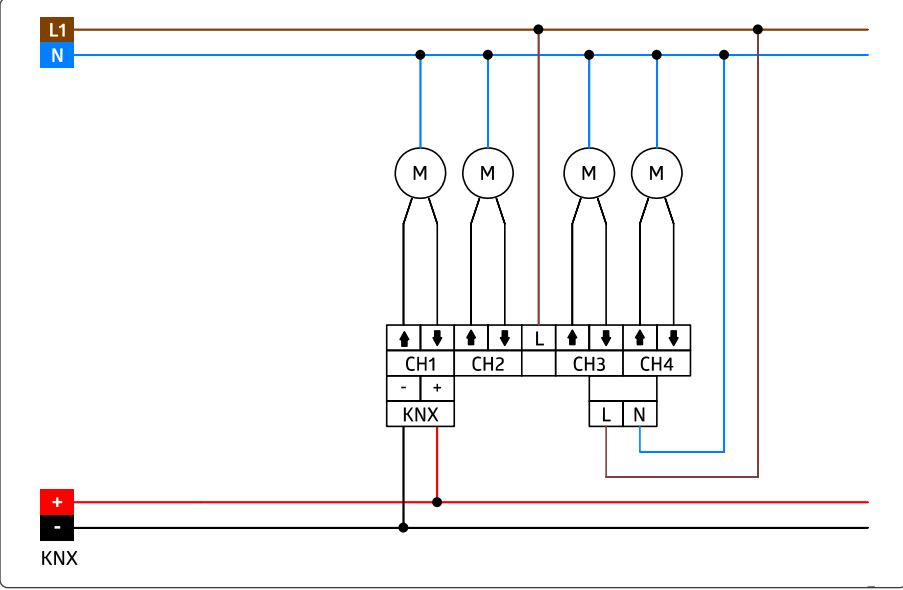 L1
N
M M M M
L
CH1 CH2 CH3 CH4
- +
KNX L N
+
-
KNX